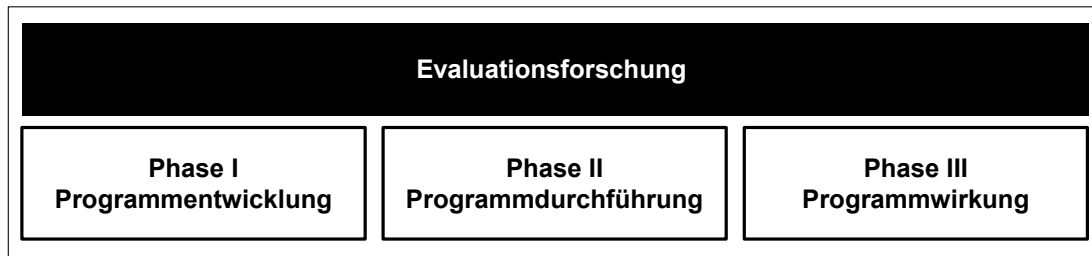 Evaluationsforschung
Phase I
Programmentwicklung
Phase II
Programmdurchführung
Phase III
Programmwirkung